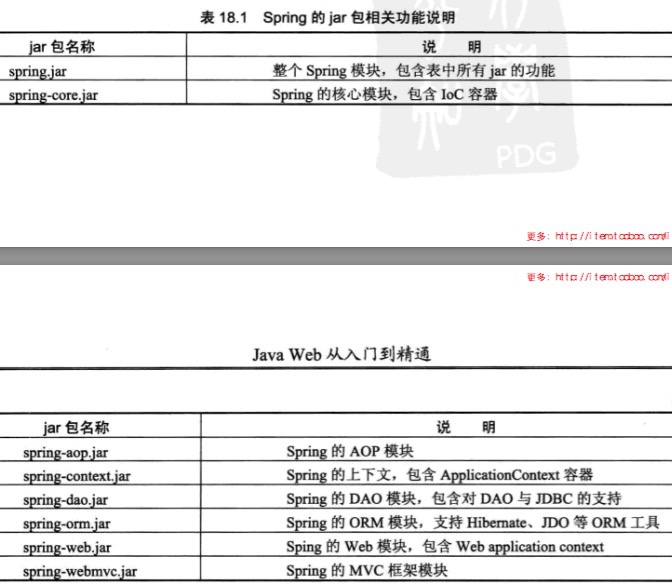 表 18.1 Spring 的 jar 包相关功能说明
jar 包名称 说 明
spring.jar 整个 Spring 模块，包含表中所有 jar 的功能
spring-core.jar Spring 的核心模块，包含 IoC 容器
PDG
更多：http://item.taobao.com/i
更多：http://item.taobao.com/i
Java Web 从入门到精通
jar 包名称 说 明
spring-aop.jar Spring 的 AOP 模块
spring-context.jar Spring 的上下文，包含 ApplicationContext 容器
spring-dao.jar Spring 的 DAO 模块，包含对 DAO 与 JDBC 的支持
spring-orm.jar Spring 的 ORM 模块，支持 Hibernate、JDO 等 ORM 工具
spring-web.jar Sping 的 Web 模块，包含 Web application context
spring-webmvc.jar Spring 的 MVC 框架模块